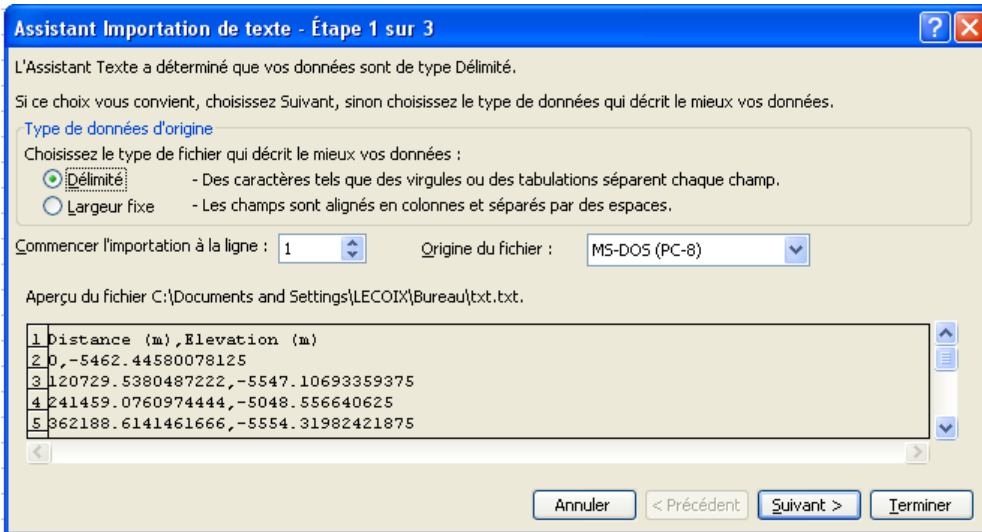 Assistant Importation de texte - Étape 1 sur 3
L'Assistant Texte a déterminé que vos données sont de type Délimité.
Si ce choix vous convient, choisissez Suivant, sinon choisissez le type de données qui décrit le mieux vos données.
Type de données d'origine
Choisissez le type de fichier qui décrit le mieux vos données :
Délimité - Des caractères tels que des virgules ou des tabulations séparent chaque champ.
Largeur fixe - Les champs sont alignés en colonnes et séparés par des espaces.
Commencer l'importation à la ligne : 1 Origine du fichier : MS-DOS (PC-8)
Aperçu du fichier C:\Documents and Settings\LECOIX\Bureau\txt.txt.
1 Distance (m),Elevation (m)
2 0,-5462.44580078125
3 120729.5380487222,-5547.10693359375
4 241459.0760974444,-5048.556640625
5 362188.6141461666,-5554.31982421875
Annuler < Précédent Suivant > Terminer